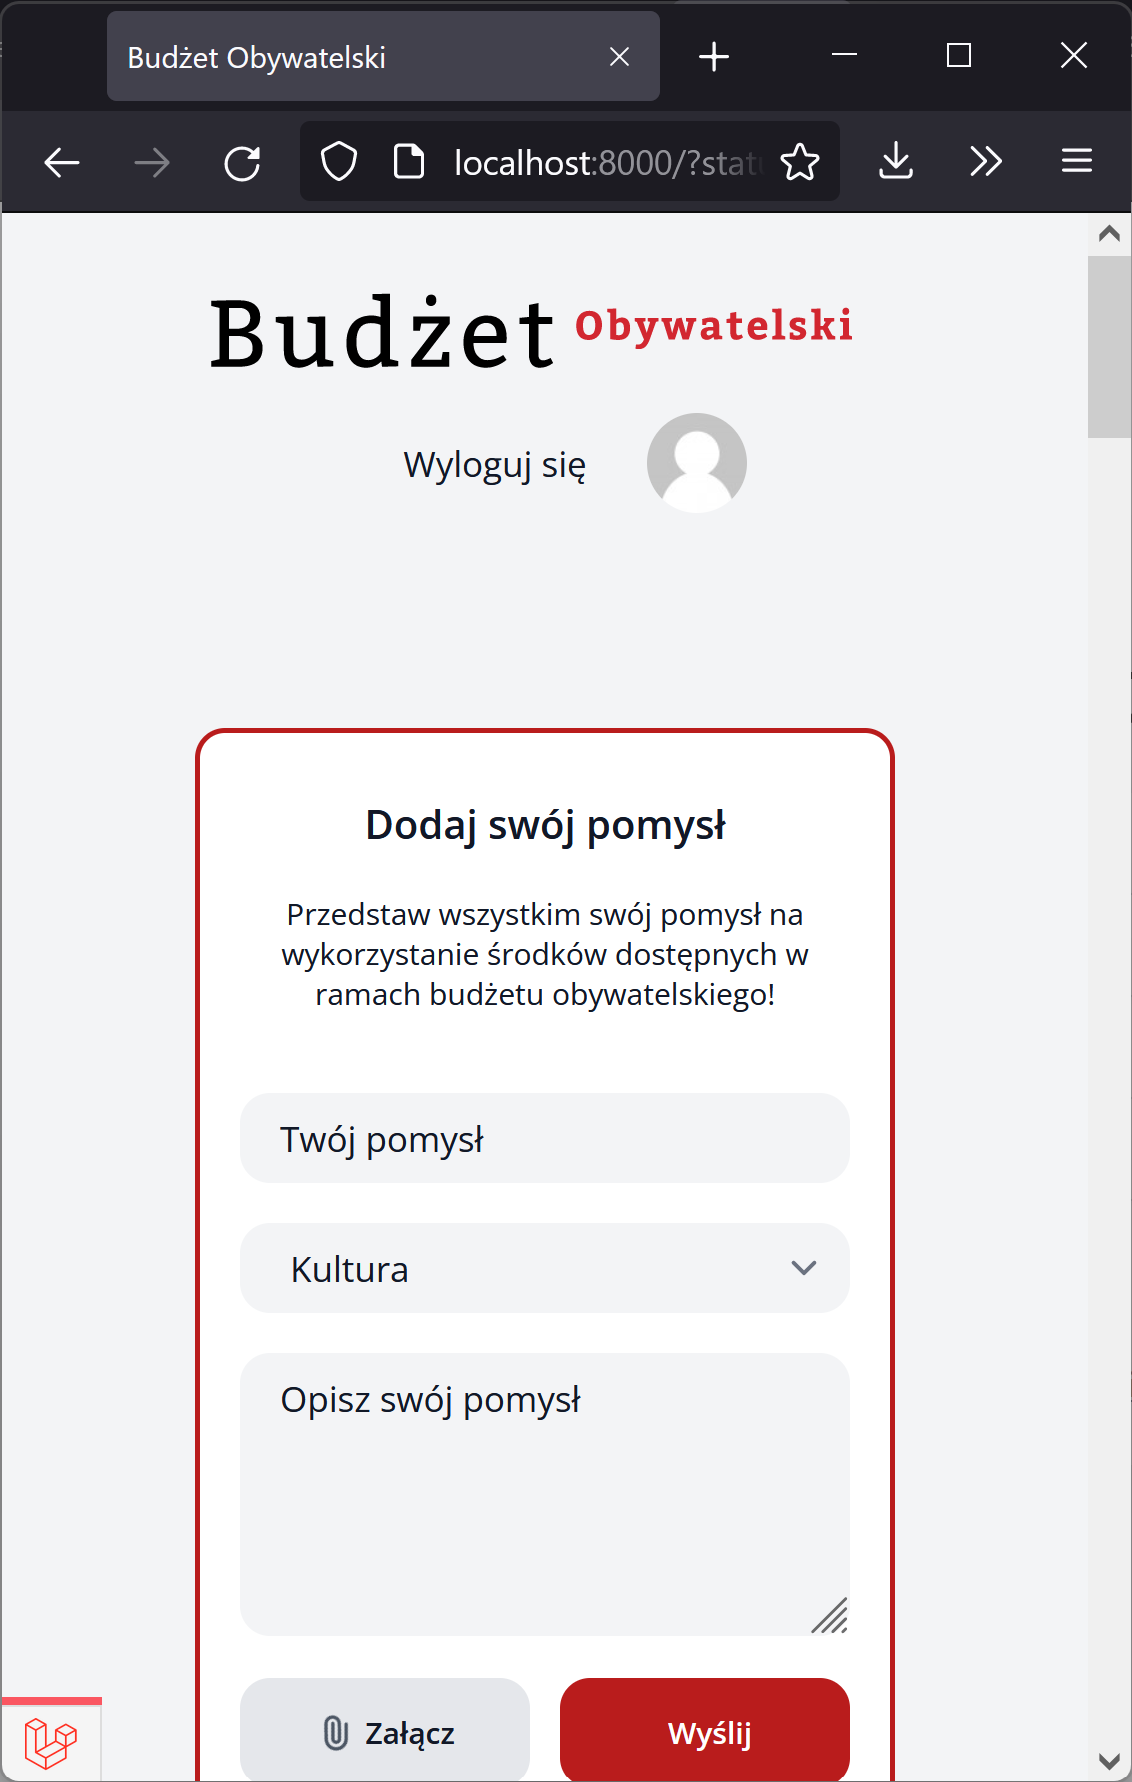 Budżet Obywatelski
localhost:8000/?stat
Budżet Obywatelski
Wyloguj się
Dodaj swój pomysł
Przedstaw wszystkim swój pomysł na
wykorzystanie środków dostępnych w
ramach budżetu obywatelskiego!
Twój pomysł
Kultura
Opisz swój pomysł
Załącz
Wyślij